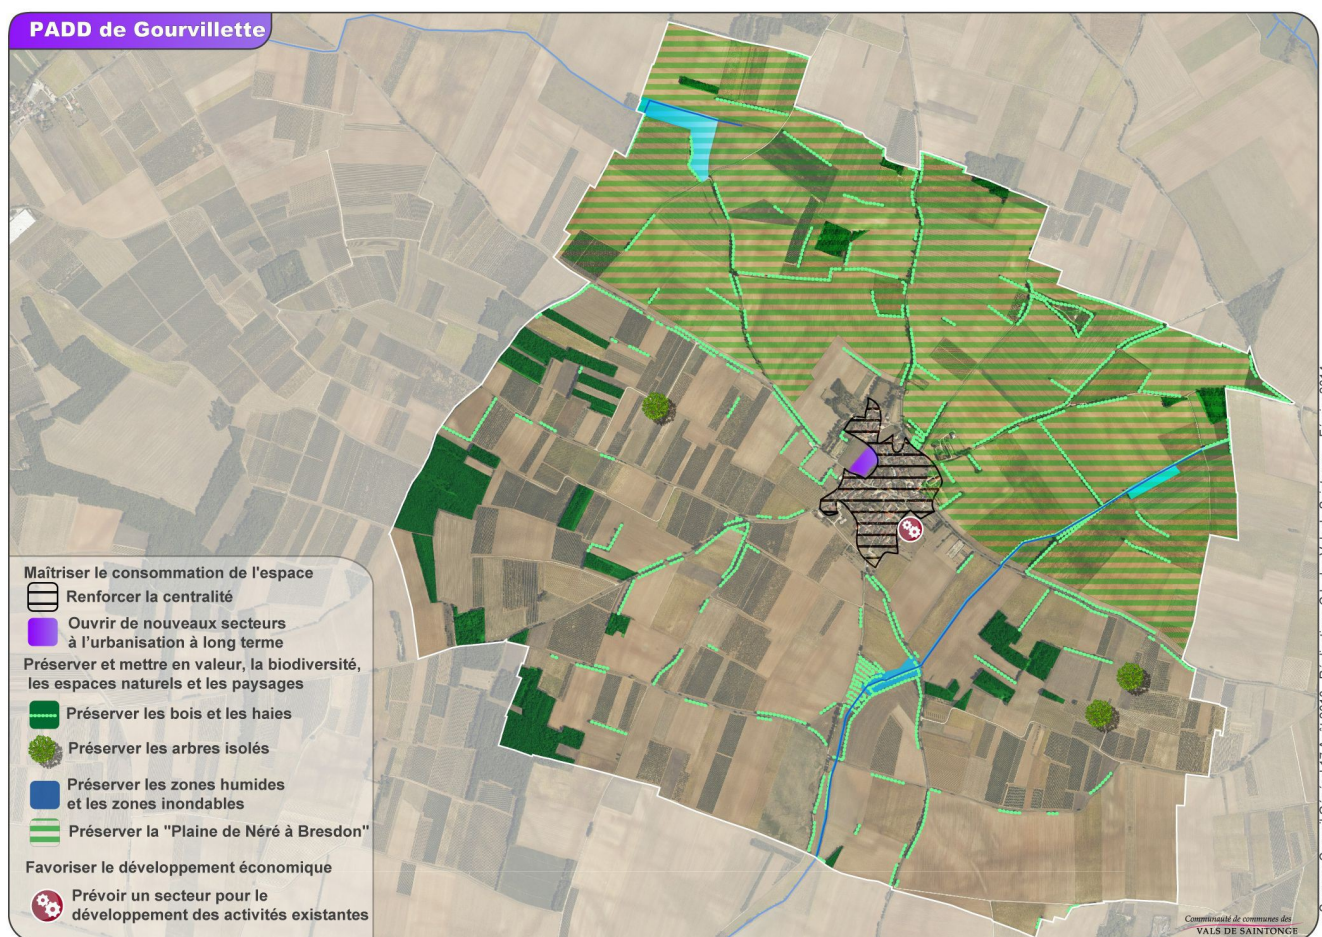 PADD de Gourvillette
Maîtriser le consommation de l'espace
Renforcer la centralité
Ouvrir de nouveaux secteurs
à l'urbanisation à long terme
Préserver et mettre en valeur, la biodiversité,
les espaces naturels et les paysages
Préserver les bois et les haies
Préserver les arbres isolés
Préserver les zones humides
et les zones inondables
Préserver la "Plaine de Néré à Bresdon"
Favoriser le développement économique
Prévoir un secteur pour le
développement des activités existantes
Communauté de communes des
VALS DE SAINTONGE